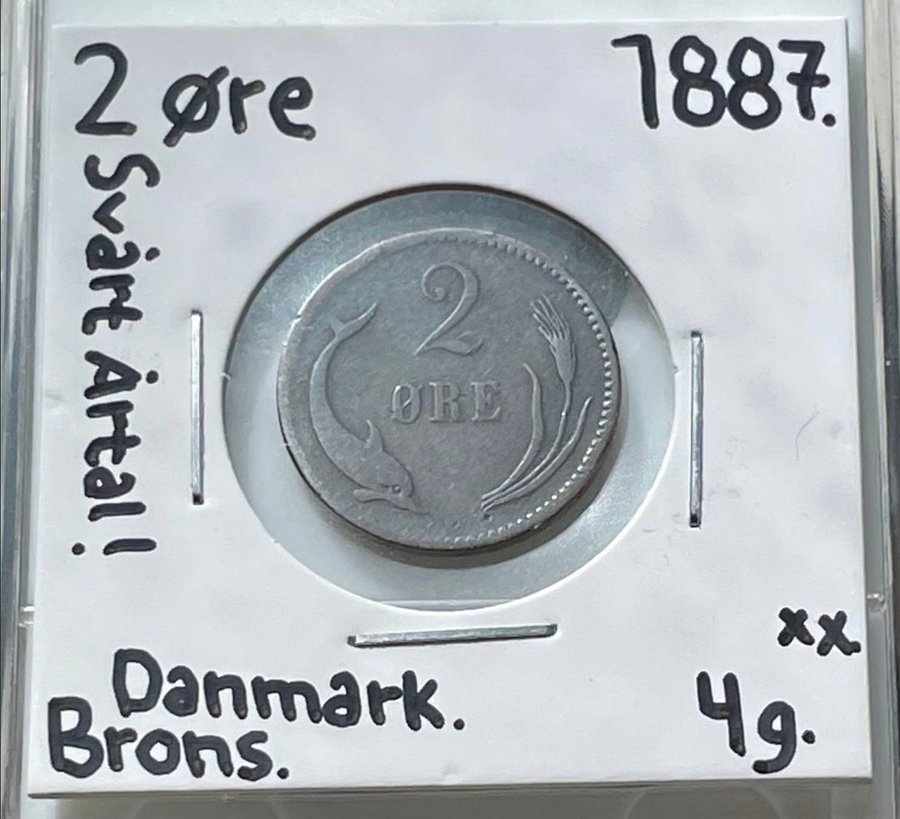 2 øre
1887.
Svårt Årtal!
2
ØRE
xx
Danmark.
4g.
Brons.